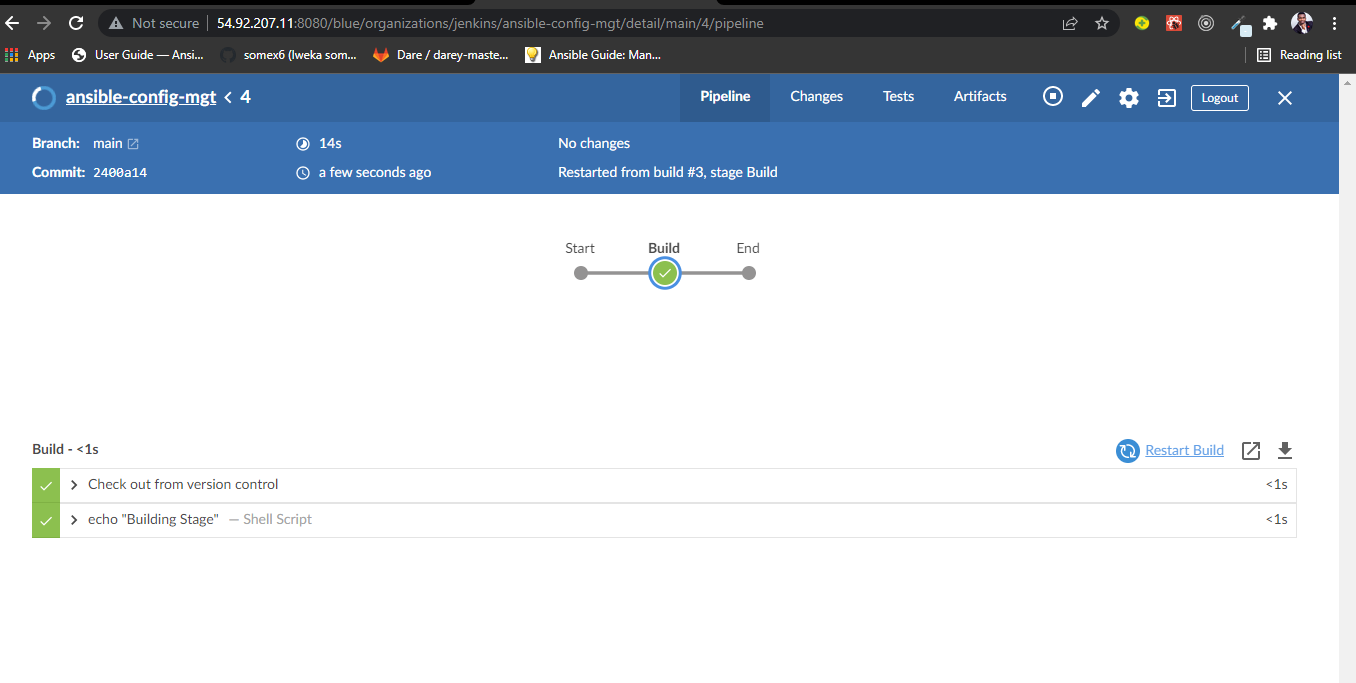 Not secure | 54.92.207.11:8080/blue/organizations/jenkins/ansible-config-mgt/detail/main/4/pipeline
Apps User Guide — Ansi... somex6 (Iweka som... Dare / darey-maste... Ansible Guide: Man... Reading list
ansible-config-mgt < 4 Pipeline Changes Tests Artifacts Logout
Branch: main 14s No changes
Commit: 2400a14 a few seconds ago Restarted from build #3, stage Build
Start Build End
Build - <1s Restart Build
Check out from version control <1s
echo "Building Stage" — Shell Script <1s